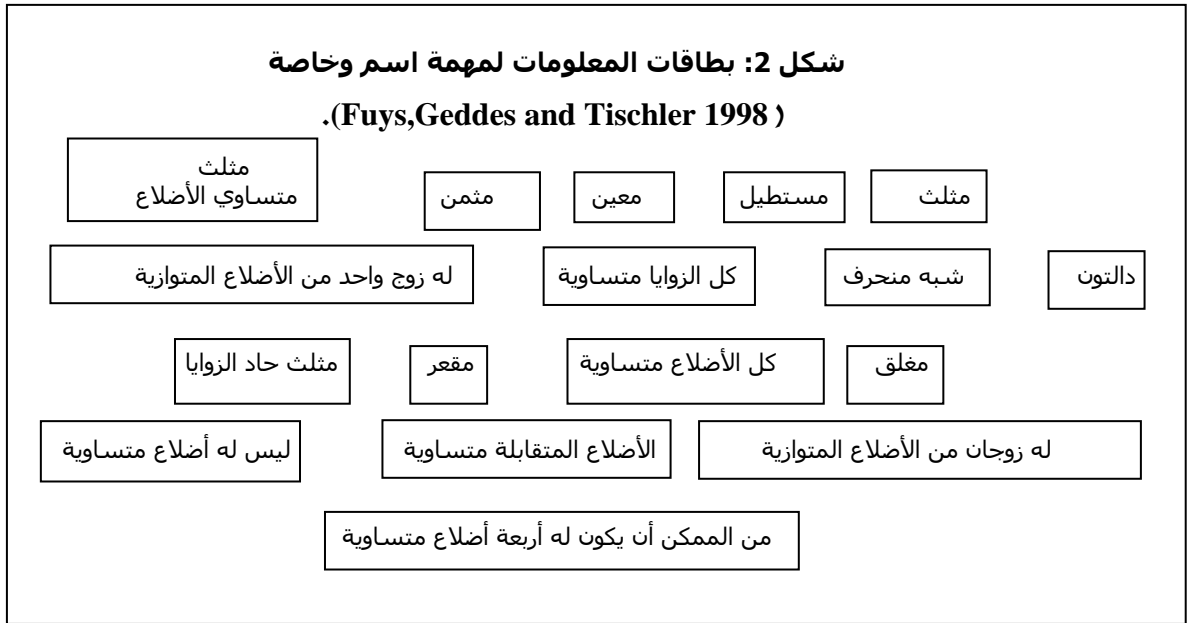 شكل 2: بطاقات المعلومات لمهمة اسم وخاصة
(Fuys,Geddes and Tischler 1998).
مثلث
مستطيل
معين
مثمن
مثلث
متساوي الأضلاع
دالتون
شبه منحرف
كل الزوايا متساوية
له زوج واحد من الأضلاع المتوازية
مغلق
كل الأضلاع متساوية
مقعر
مثلث حاد الزوايا
له زوجان من الأضلاع المتوازية
الأضلاع المتقابلة متساوية
ليس له أضلاع متساوية
من الممكن أن يكون له أربعة أضلاع متساوية